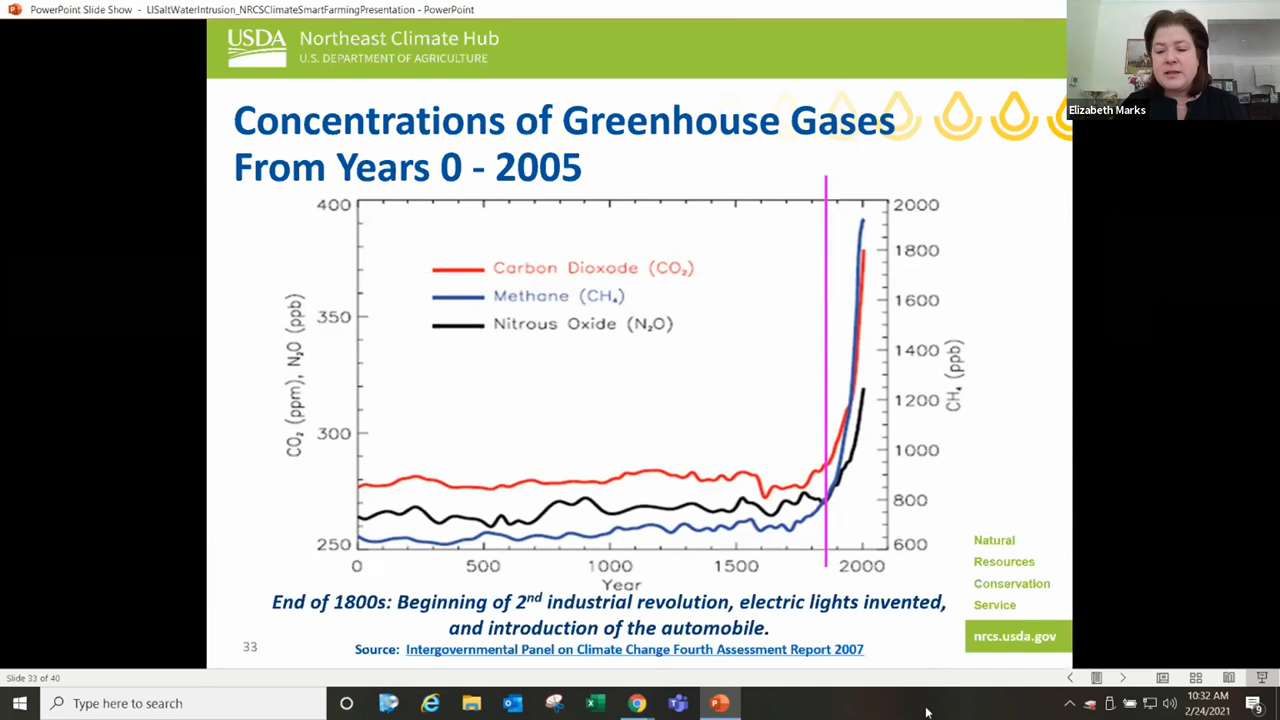 PowerPoint Slide Show - LISaltWaterIntrusion_NRCSClimateSmartFarmingPresentation - PowerPoint
USDA Northeast Climate Hub
U.S. DEPARTMENT OF AGRICULTURE
Elizabeth Marks
Concentrations of Greenhouse Gases
From Years 0 - 2005
400
350
300
250
CO₂ (ppm), N₂O (ppb)
Carbon Dioxode (CO₂)
Methane (CH₄)
Nitrous Oxide (N₂O)
2000
1800
1600
1400
1200
1000
800
600
CH₄ (ppb)
0 500 1000 1500 2000
Year
End of 1800s: Beginning of 2nd industrial revolution, electric lights invented,
and introduction of the automobile.
Source: Intergovernmental Panel on Climate Change Fourth Assessment Report 2007
33
Natural
Resources
Conservation
Service
nrcs.usda.gov
Slide 33 of 40
Type here to search
10:32 AM
2/24/2021
9